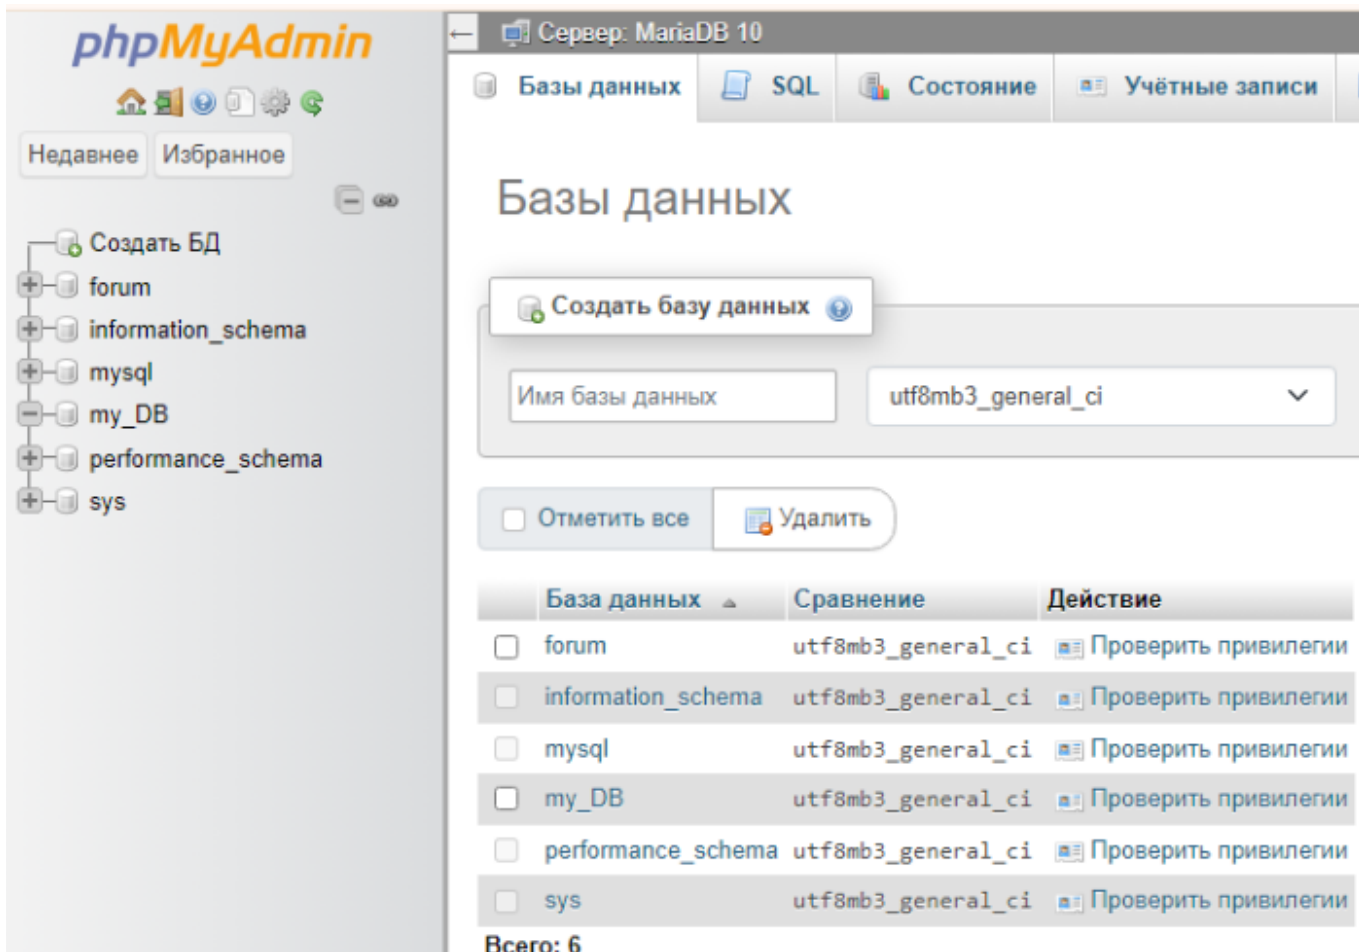 phpMyAdmin
Недавнее Избранное
Создать БД
forum
information_schema
mysql
my_DB
performance_schema
sys
← Сервер: MariaDB 10
Базы данных SQL Состояние Учётные записи
Базы данных
Создать базу данных
Имя базы данных utf8mb3_general_ci
Отметить все Удалить
База данных Сравнение Действие
forum utf8mb3_general_ci Проверить привилегии
information_schema utf8mb3_general_ci Проверить привилегии
mysql utf8mb3_general_ci Проверить привилегии
my_DB utf8mb3_general_ci Проверить привилегии
performance_schema utf8mb3_general_ci Проверить привилегии
sys utf8mb3_general_ci Проверить привилегии
Всего: 6